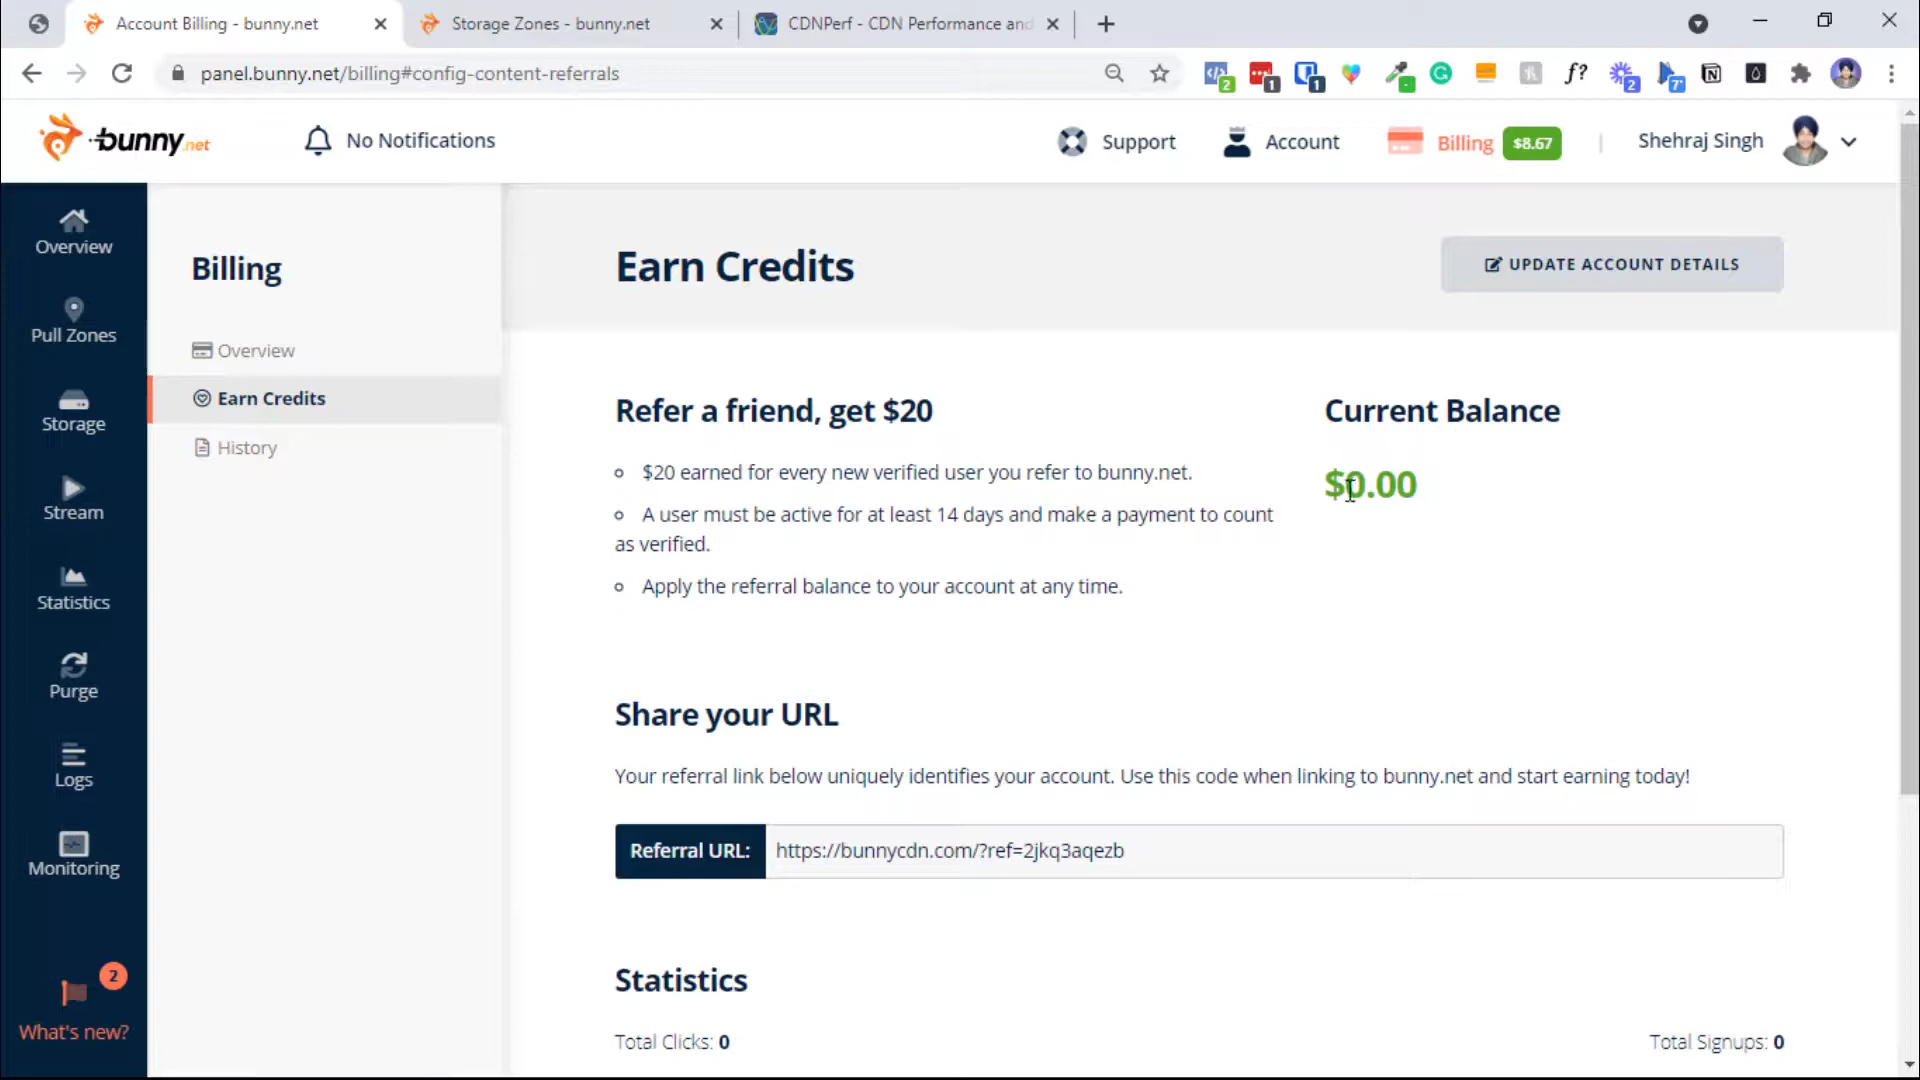 Account Billing - bunny.net
Storage Zones - bunny.net
CDNPerf - CDN Performance and
panel.bunny.net/billing#config-content-referrals
2
1
1
f?
2
7
bunny.net
No Notifications
Support
Account
Billing
$8.67
Shehraj Singh
Overview
Pull Zones
Storage
Stream
Statistics
Purge
Logs
Monitoring
2
What's new?
Billing
Overview
Earn Credits
History
Earn Credits
UPDATE ACCOUNT DETAILS
Refer a friend, get $20
$20 earned for every new verified user you refer to bunny.net.
A user must be active for at least 14 days and make a payment to count
as verified.
Apply the referral balance to your account at any time.
Current Balance
$0.00
Share your URL
Your referral link below uniquely identifies your account. Use this code when linking to bunny.net and start earning today!
Referral URL:
https://bunnycdn.com/?ref=2jkq3aqezb
Statistics
Total Clicks: 0
Total Signups: 0